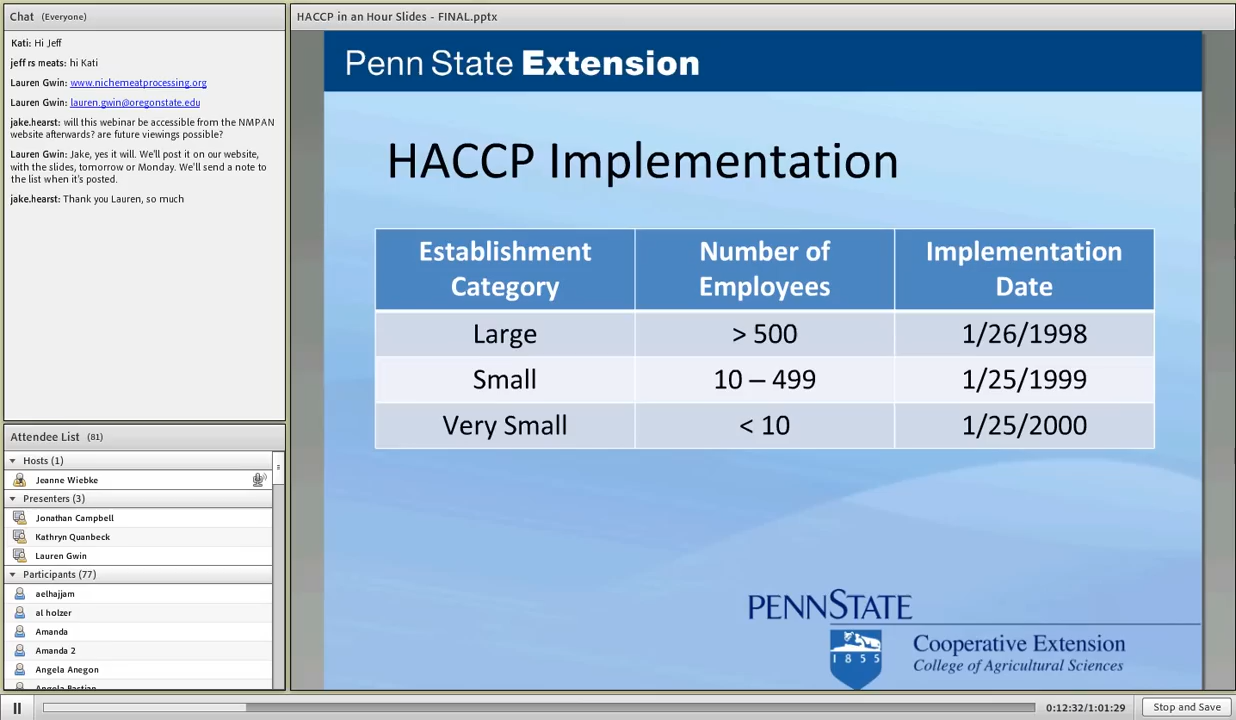 Chat (Everyone)
Kati: Hi Jeff
jeff rs meats: hi Kati
Lauren Gwin: www.nichemeatprocessing.org
Lauren Gwin: lauren.gwin@oregonstate.edu
jake.hearst: will this webinar be accessible from the NMPAN
website afterwards? are future viewings possible?
Lauren Gwin: Jake, yes it will. We'll post it on our website,
with the slides, tomorrow or Monday. We'll send a note to
the list when it's posted.
jake.hearst: Thank you Lauren, so much
Attendee List (81)
Hosts (1)
Jeanne Wiebke
Presenters (3)
Jonathan Campbell
Kathryn Quanbeck
Lauren Gwin
Participants (77)
aelhajjam
al holzer
Amanda
Amanda 2
Angela Anegon
Angela Bastian
HACCP in an Hour Slides - FINAL.pptx
Penn State Extension
HACCP Implementation
Establishment Category Number of Employees Implementation Date
Large > 500 1/26/1998
Small 10 – 499 1/25/1999
Very Small < 10 1/25/2000
PENNSTATE
1855
Cooperative Extension
College of Agricultural Sciences
0:12:32/1:01:29
Stop and Save